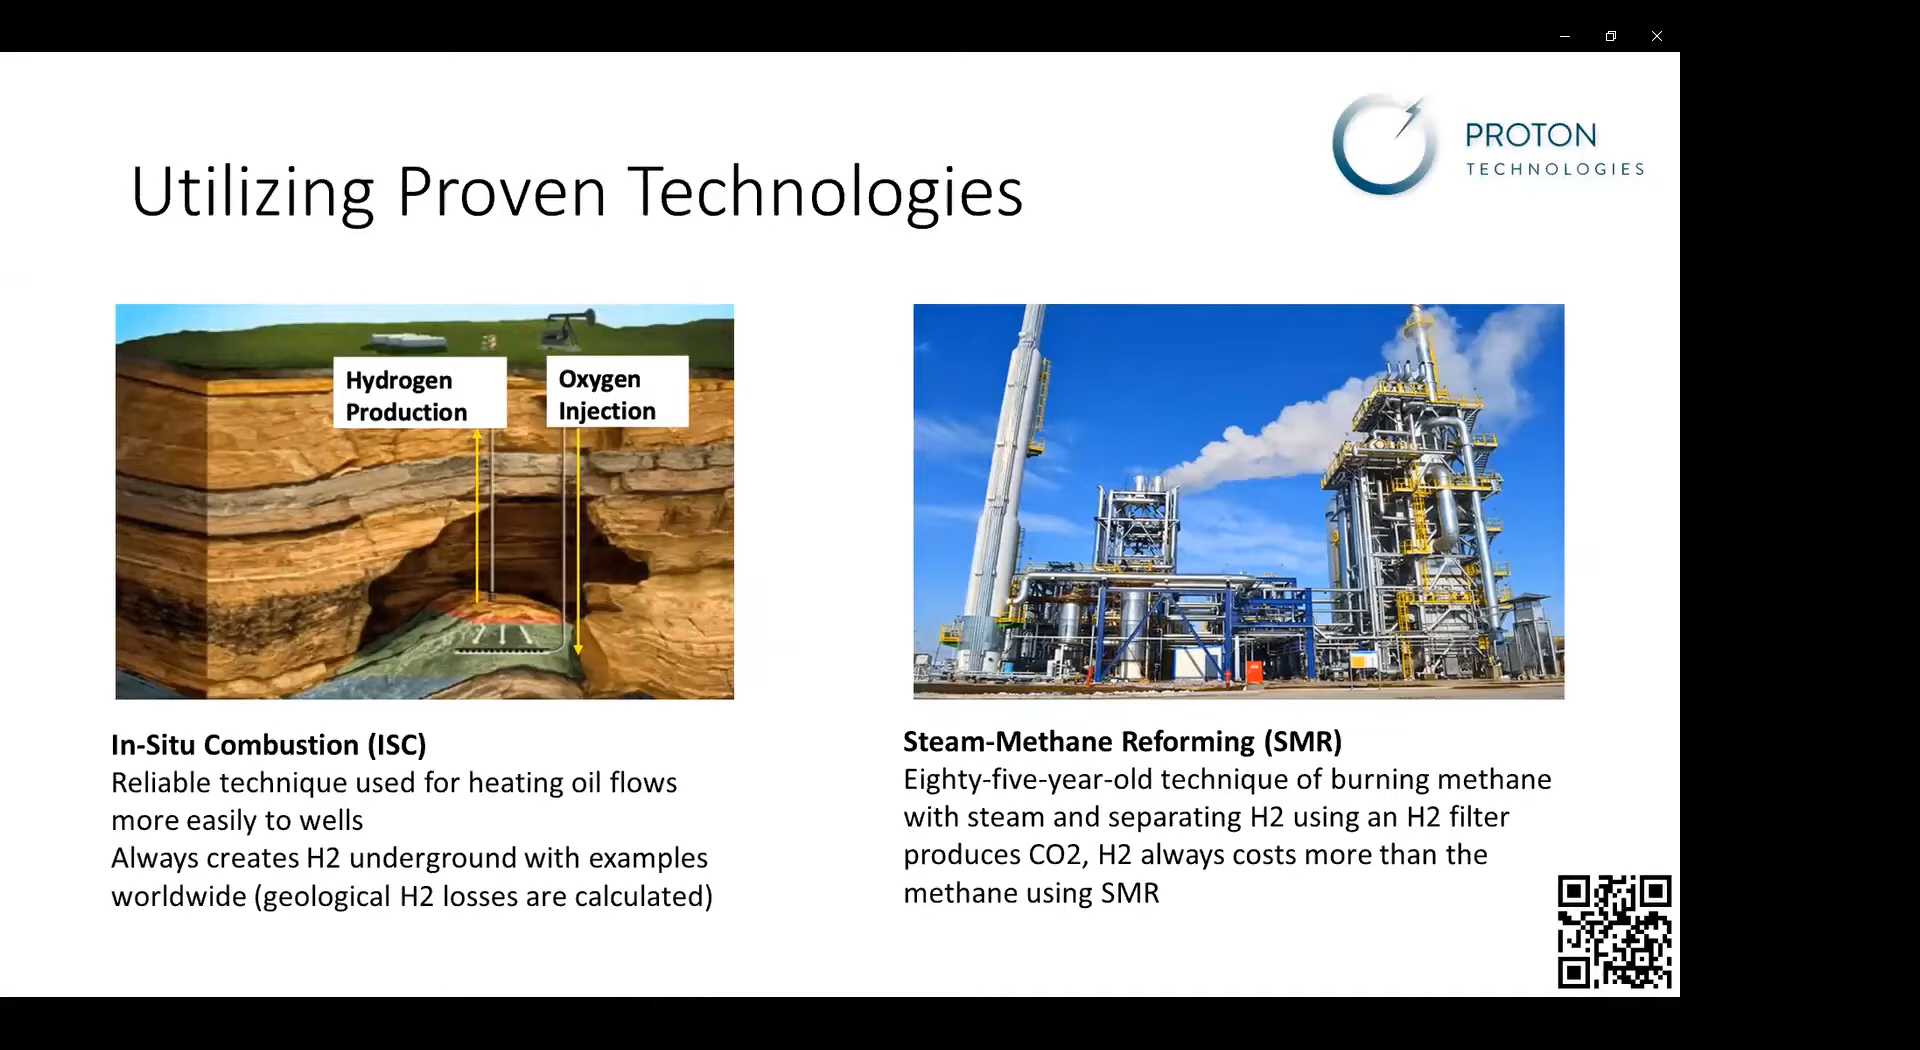 PROTON
TECHNOLOGIES
Utilizing Proven Technologies
Hydrogen
Production
Oxygen
Injection
In-Situ Combustion (ISC)
Reliable technique used for heating oil flows
more easily to wells
Always creates H2 underground with examples
worldwide (geological H2 losses are calculated)
Steam-Methane Reforming (SMR)
Eighty-five-year-old technique of burning methane
with steam and separating H2 using an H2 filter
produces CO2, H2 always costs more than the
methane using SMR